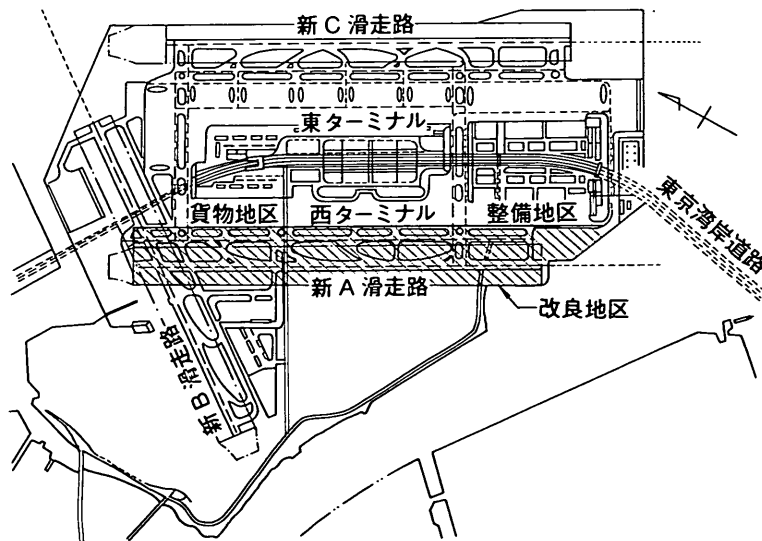 新C滑走路
東ターミナル
貨物地区
西ターミナル
整備地区
東京湾岸道路
新A滑走路
改良地区
新B滑走路